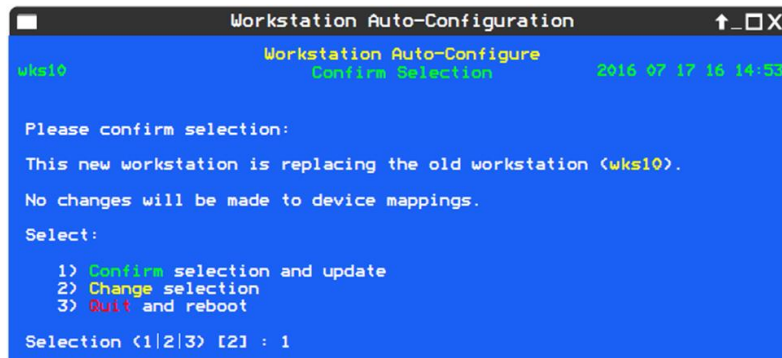 Workstation Auto-Configuration
Workstation Auto-Configure
wks10 Confirm Selection 2016 07 17 16 14:53
Please confirm selection:
This new workstation is replacing the old workstation (wks10).
No changes will be made to device mappings.
Select:
1) Confirm selection and update
2) Change selection
3) Quit and reboot
Selection (1|2|3) [2] : 1